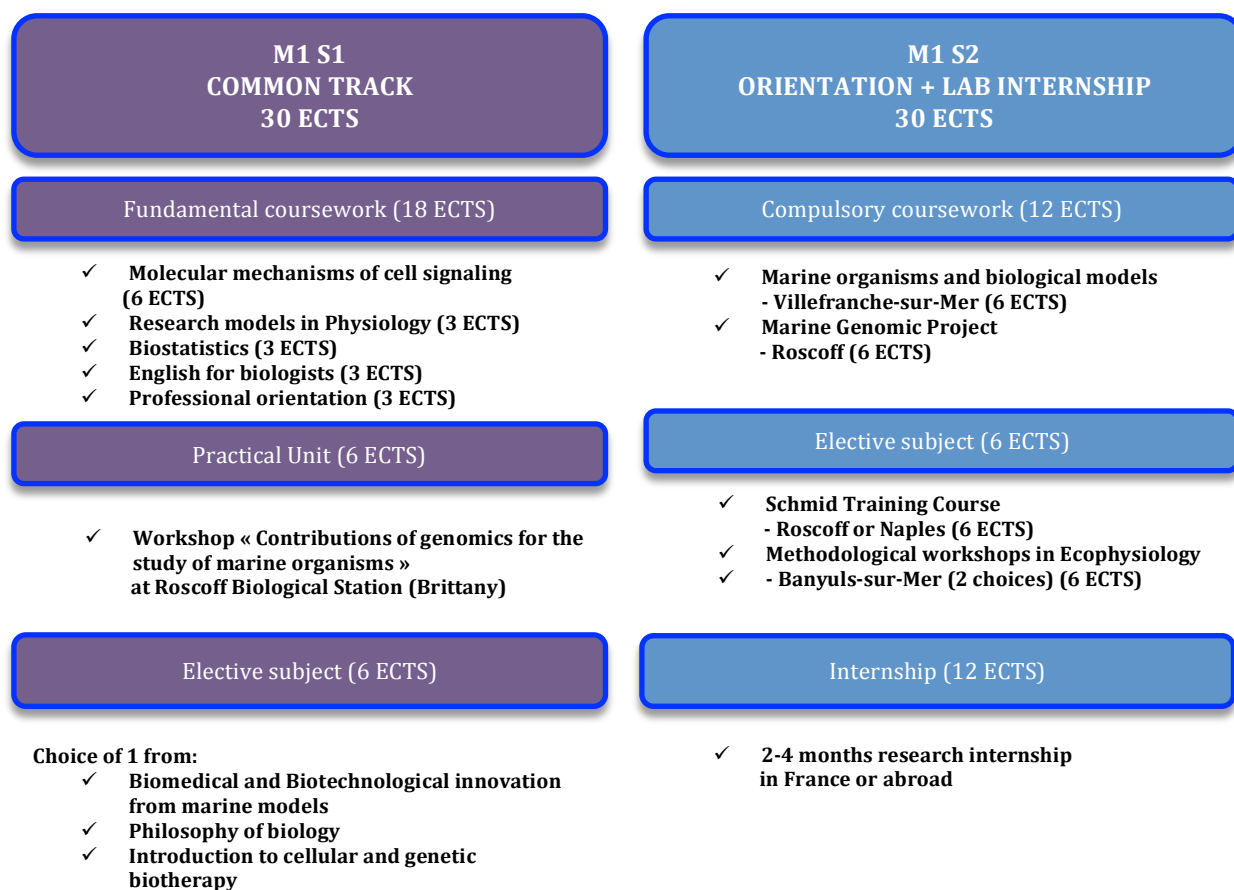 M1 S1
COMMON TRACK
30 ECTS
Fundamental coursework (18 ECTS)
✓ Molecular mechanisms of cell signaling
(6 ECTS)
✓ Research models in Physiology (3 ECTS)
✓ Biostatistics (3 ECTS)
✓ English for biologists (3 ECTS)
✓ Professional orientation (3 ECTS)
Practical Unit (6 ECTS)
✓ Workshop « Contributions of genomics for the
study of marine organisms »
at Roscoff Biological Station (Brittany)
Elective subject (6 ECTS)
Choice of 1 from:
✓ Biomedical and Biotechnological innovation
from marine models
✓ Philosophy of biology
✓ Introduction to cellular and genetic
biotherapy
M1 S2
ORIENTATION + LAB INTERNSHIP
30 ECTS
Compulsory coursework (12 ECTS)
✓ Marine organisms and biological models
- Villefranche-sur-Mer (6 ECTS)
✓ Marine Genomic Project
- Roscoff (6 ECTS)
Elective subject (6 ECTS)
✓ Schmid Training Course
- Roscoff or Naples (6 ECTS)
✓ Methodological workshops in Ecophysiology
✓ - Banyuls-sur-Mer (2 choices) (6 ECTS)
Internship (12 ECTS)
✓ 2-4 months research internship
in France or abroad